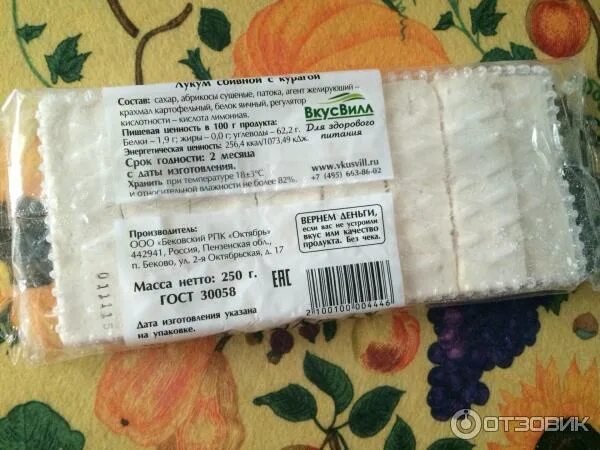 Лукум сбивной с курагой
Состав: сахар, абрикосы сушеные, патока, агент желирующий –
крахмал картофельный, белок яичный, регулятор
кислотности – кислота лимонная.
Пищевая ценность в 100 г продукта:
Белки – 1,9 г; жиры – 0,0 г; углеводы – 62,2 г.
Энергетическая ценность: 256,4 ккал/1073,49 кДж.
Срок годности: 2 месяца
с даты изготовления.
Хранить при температуре 18±3°С
и относительной влажности не более 82%.
ВкусВилл
Для здорового
питания
www.vkusvill.ru
+7 (495) 663-86-02
Производитель:
ООО «Бековский РПК «Октябрь»
442941, Россия, Пензенская обл.,
п. Беково, ул. 2-я Октябрьская, д. 17
Масса нетто: 250 г.
ГОСТ 30058
Дата изготовления указана
на упаковке.
ВЕРНЕМ ДЕНЬГИ,
если вас не устроили
вкус или качество
продукта. Без чека.
EAC
2100100004446
ОТЗОВИК